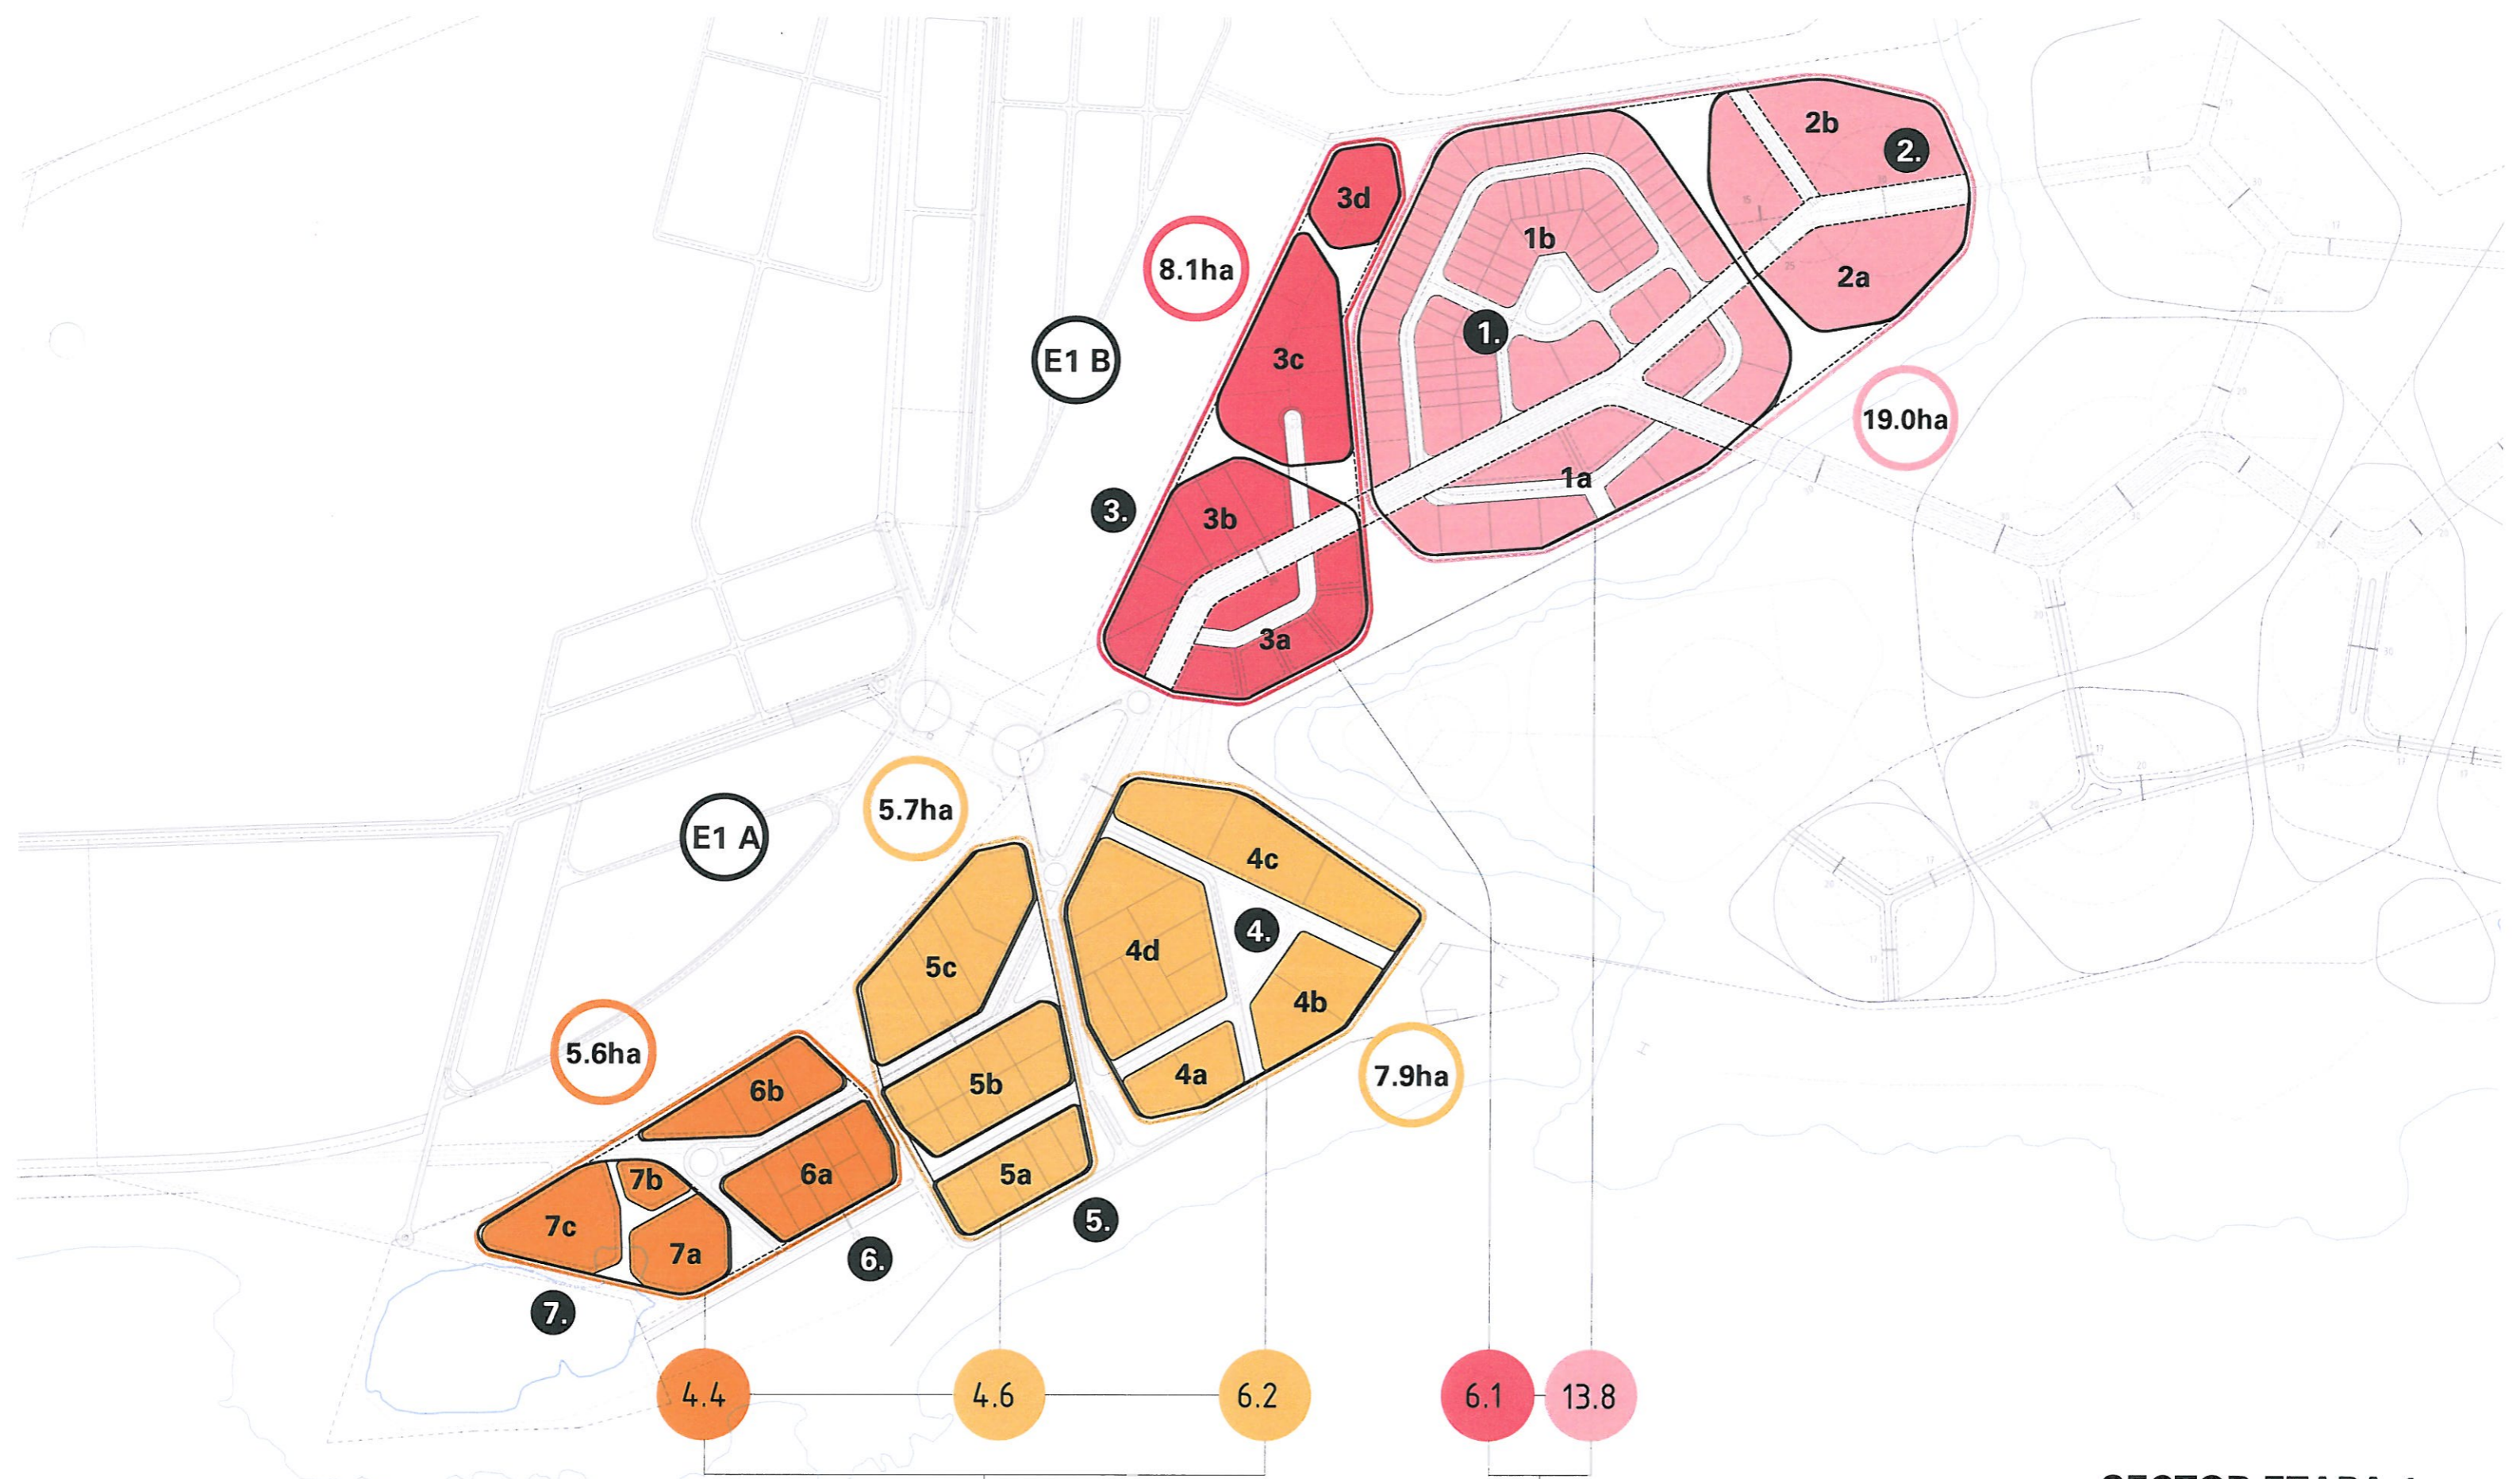 2b
2.
3d
1b
8.1ha
2a
1.
E1 B
3c
19.0ha
1a
3.
3b
3a
5.7ha
E1 A
4c
4.
4d
5c
4b
5.6ha
7.9ha
4a
5b
6b
5a
6a
7b
5.
7c
7a
6.
7.
4.4
4.6
6.2
6.1
13.8